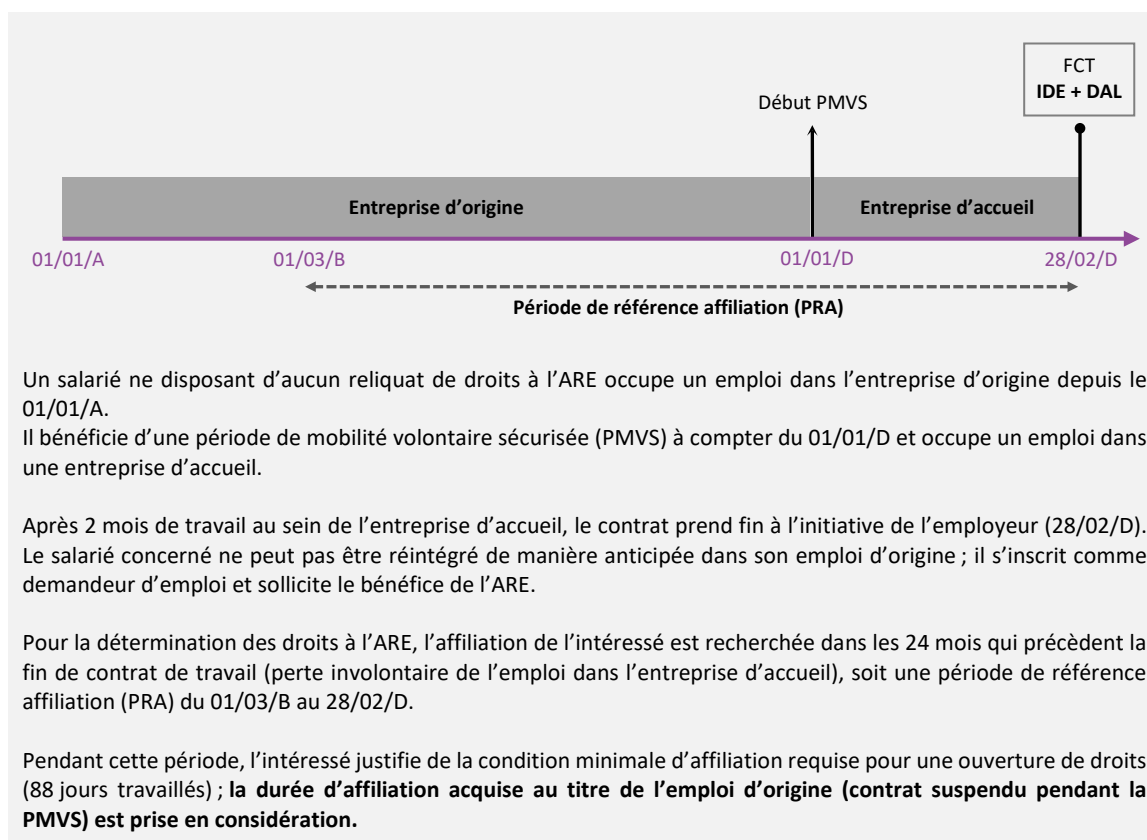 FCT
IDE + DAL
Début PMVS
Entreprise d’origine
Entreprise d’accueil
01/01/A
01/03/B
01/01/D
28/02/D
Période de référence affiliation (PRA)
Un salarié ne disposant d’aucun reliquat de droits à l’ARE occupe un emploi dans l’entreprise d’origine depuis le
01/01/A.
Il bénéficie d’une période de mobilité volontaire sécurisée (PMVS) à compter du 01/01/D et occupe un emploi dans
une entreprise d’accueil.
Après 2 mois de travail au sein de l’entreprise d’accueil, le contrat prend fin à l’initiative de l’employeur (28/02/D).
Le salarié concerné ne peut pas être réintégré de manière anticipée dans son emploi d’origine ; il s’inscrit comme
demandeur d’emploi et sollicite le bénéfice de l’ARE.
Pour la détermination des droits à l’ARE, l’affiliation de l’intéressé est recherchée dans les 24 mois qui précèdent la
fin de contrat de travail (perte involontaire de l’emploi dans l’entreprise d’accueil), soit une période de référence
affiliation (PRA) du 01/03/B au 28/02/D.
Pendant cette période, l’intéressé justifie de la condition minimale d’affiliation requise pour une ouverture de droits
(88 jours travaillés) ; la durée d’affiliation acquise au titre de l’emploi d’origine (contrat suspendu pendant la
PMVS) est prise en considération.